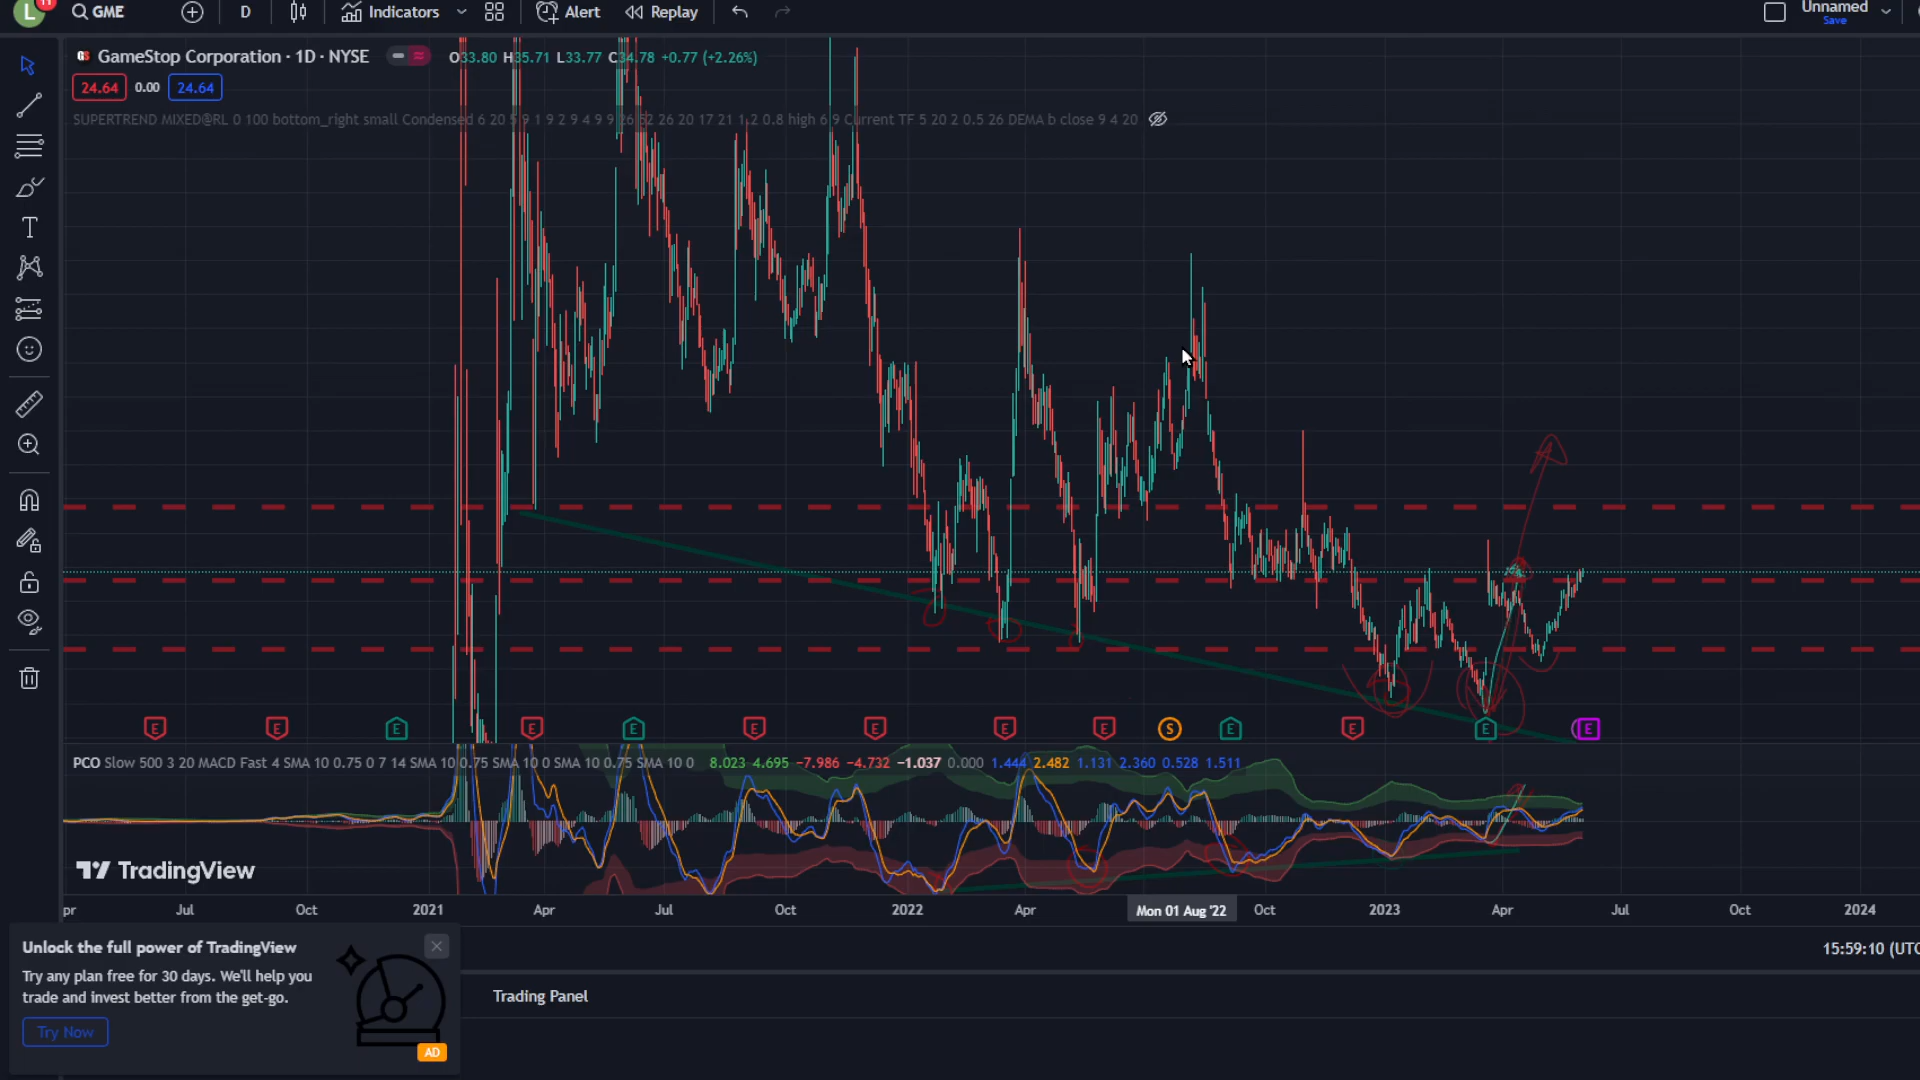 L 11 GME D Indicators Alert Replay Unnamed
Save
GameStop Corporation · 1D · NYSE O33.80 H35.71 L33.77 C34.78 +0.77 (+2.26%)
24.64 0.00 24.64
SUPERTREND MIXED@RL 0 100 bottom_right small Condensed 6 20 5 9 1 9 2 9 4 9 9 26 52 26 20 17 21 1.2 0.8 high 6 9 Current TF 5 20 2 0.5 26 DEMA b close 9 4 20
T
E E E E E E E E E S E E E E
PCO Slow 500 3 20 MACD Fast 4 SMA 10 0.75 0 7 14 SMA 10 0.75 SMA 10 0 SMA 10 0.75 SMA 10 0 8.023 4.695 −7.986 −4.732 −1.037 0.000 1.444 2.482 1.131 2.360 0.528 1.511
TradingView
pr Jul Oct 2021 Apr Jul Oct 2022 Apr Mon 01 Aug '22 Oct 2023 Apr Jul Oct 2024
Unlock the full power of TradingView
15:59:10 (UTC
Try any plan free for 30 days. We'll help you
trade and invest better from the get-go.
Trading Panel
Try Now
AD